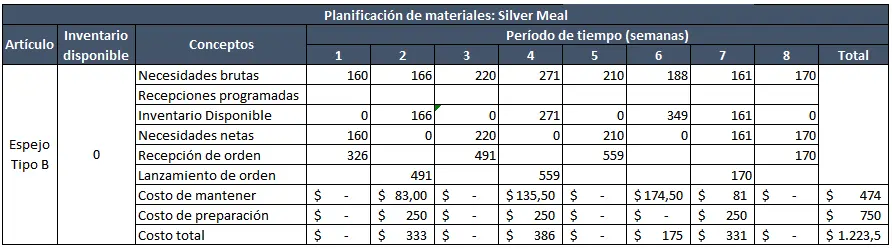 Planificación de materiales: Silver Meal
Artículo Inventario disponible Conceptos Período de tiempo (semanas)
1 2 3 4 5 6 7 8 Total
Espejo Tipo B 0
Necesidades brutas 160 166 220 271 210 188 161 170
Recepciones programadas
Inventario Disponible 0 166 0 271 0 349 161 0
Necesidades netas 160 0 220 0 210 0 161 170
Recepción de orden 326 491 559 170
Lanzamiento de orden 491 559 170
Costo de mantener $ - $ 83,00 $ - $ 135,50 $ - $ 174,50 $ 81 $ - $ 474
Costo de preparación $ - $ 250 $ - $ 250 $ - $ - $ 250 $ 750
Costo total $ - $ 333 $ - $ 386 $ - $ 175 $ 331 $ - $ 1.223,5